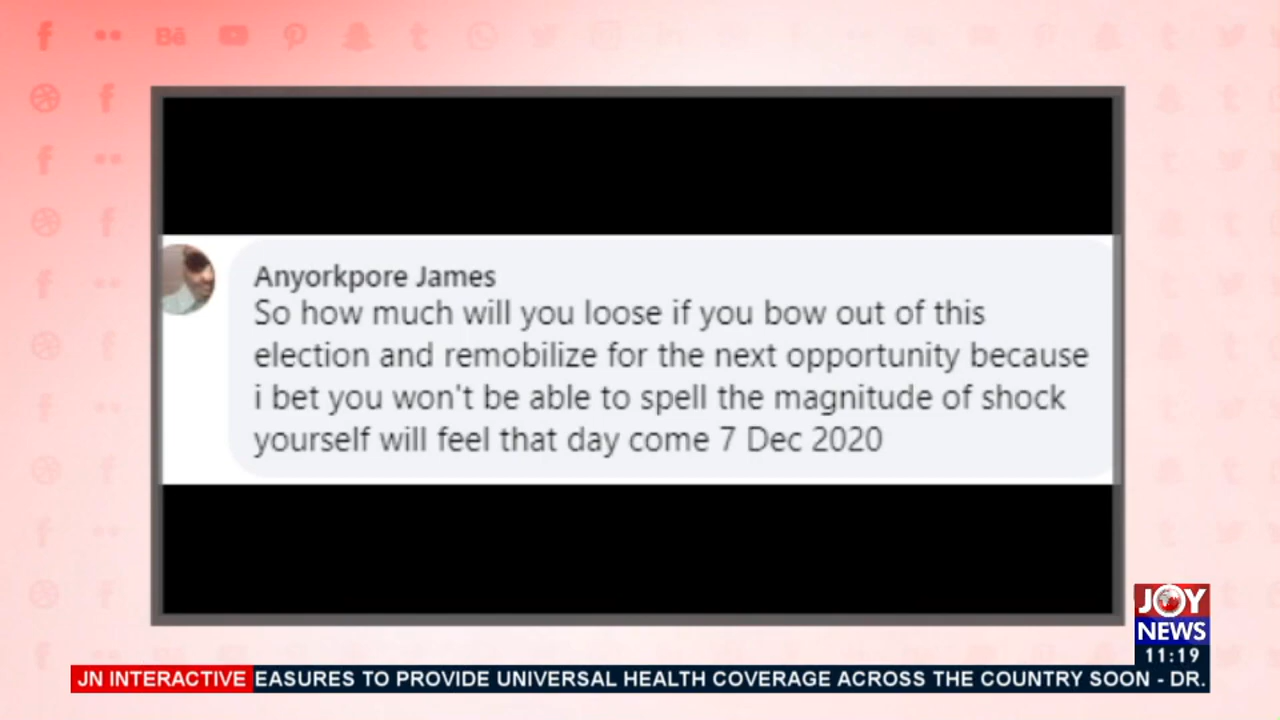 Anyorkpore James
So how much will you loose if you bow out of this
election and remobilize for the next opportunity because
i bet you won't be able to spell the magnitude of shock
yourself will feel that day come 7 Dec 2020
JOY
NEWS
11:19
JN INTERACTIVE EASURES TO PROVIDE UNIVERSAL HEALTH COVERAGE ACROSS THE COUNTRY SOON - DR.